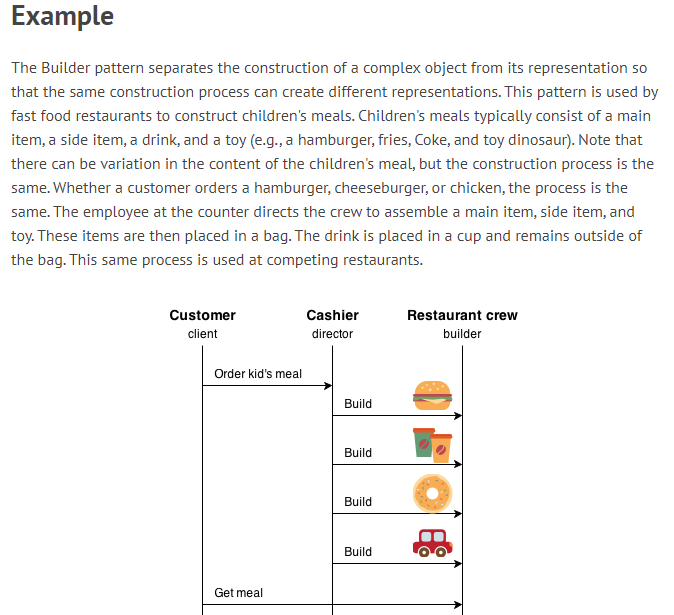 Example
The Builder pattern separates the construction of a complex object from its representation so
that the same construction process can create different representations. This pattern is used by
fast food restaurants to construct children's meals. Children's meals typically consist of a main
item, a side item, a drink, and a toy (e.g., a hamburger, fries, Coke, and toy dinosaur). Note that
there can be variation in the content of the children's meal, but the construction process is the
same. Whether a customer orders a hamburger, cheeseburger, or chicken, the process is the
same. The employee at the counter directs the crew to assemble a main item, side item, and
toy. These items are then placed in a bag. The drink is placed in a cup and remains outside of
the bag. This same process is used at competing restaurants.
Customer Cashier Restaurant crew
client director builder
Order kid's meal
Build
Build
Build
Build
Get meal